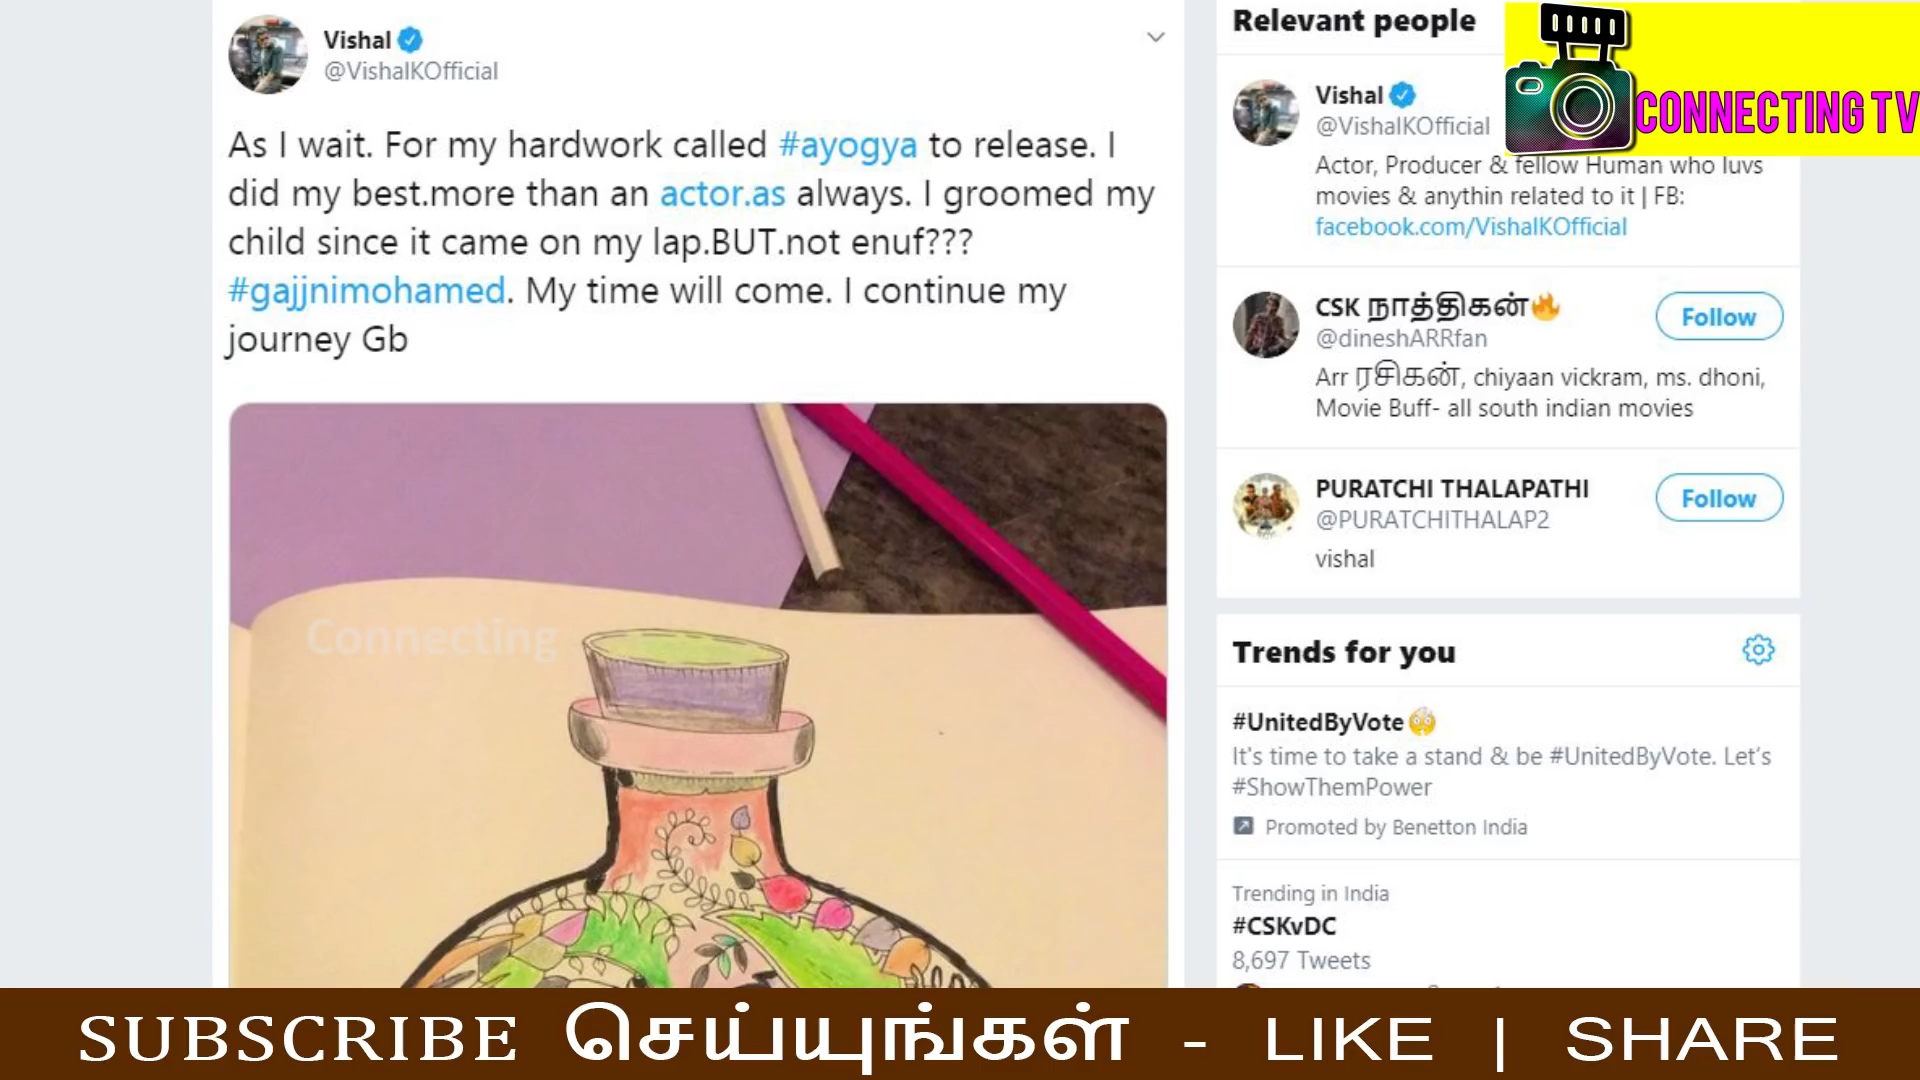 Vishal
@VishalKOfficial
As I wait. For my hardwork called #ayogya to release. I
did my best.more than an actor.as always. I groomed my
child since it came on my lap.BUT.not enuf???
#gajjnimohamed. My time will come. I continue my
journey Gb
Connecting
Relevant people
CONNECTING TV
Vishal
@VishalKOfficial
Actor, Producer & fellow Human who luvs
movies & anythin related to it | FB:
facebook.com/VishalKOfficial
CSK நாத்திகன்🔥
Follow
@dineshARRfan
Arr ரசிகன், chiyaan vickram, ms. dhoni,
Movie Buff- all south indian movies
PURATCHI THALAPATHI
Follow
@PURATCHITHALAP2
vishal
Trends for you
#UnitedByVote
It's time to take a stand & be #UnitedByVote. Let's
#ShowThemPower
Promoted by Benetton India
Trending in India
#CSKvDC
8,697 Tweets
SUBSCRIBE செய்யுங்கள் - LIKE | SHARE